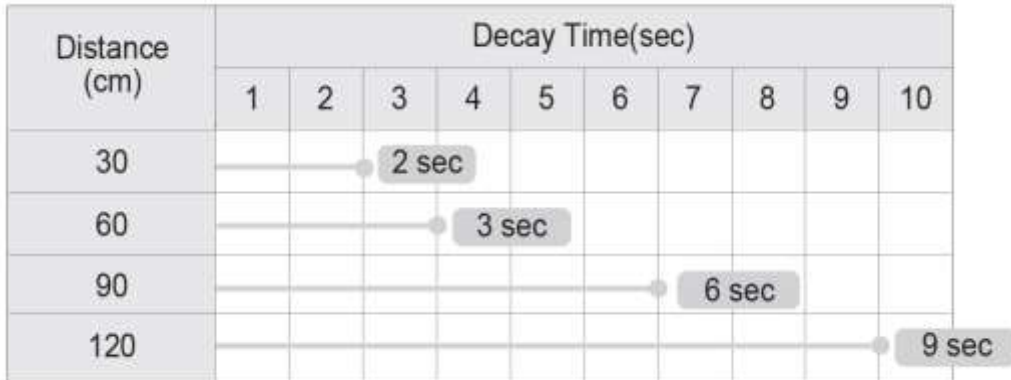 Distance
(cm)
Decay Time(sec)
1 2 3 4 5 6 7 8 9 10
30 2 sec
60 3 sec
90 6 sec
120 9 sec